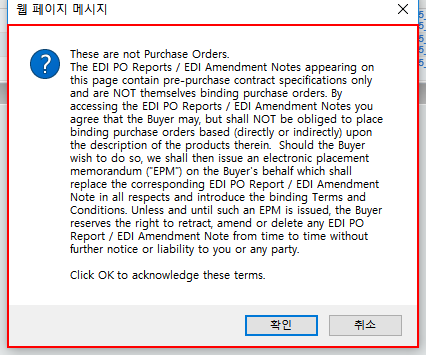 웹 페이지 메시지
These are not Purchase Orders.
The EDI PO Reports / EDI Amendment Notes appearing on
this page contain pre-purchase contract specifications only
and are NOT themselves binding purchase orders. By
accessing the EDI PO Reports / EDI Amendment Notes you
agree that the Buyer may, but shall NOT be obliged to place
binding purchase orders based (directly or indirectly) upon
the description of the products therein.  Should the Buyer
wish to do so, we shall then issue an electronic placement
memorandum ("EPM") on the Buyer's behalf which shall
replace the corresponding EDI PO Report / EDI Amendment
Note in all respects and introduce the binding Terms and
Conditions. Unless and until such an EPM is issued, the Buyer
reserves the right to retract, amend or delete any EDI PO
Report / EDI Amendment Note from time to time without
further notice or liability to you or any party.
Click OK to acknowledge these terms.
확인
취소